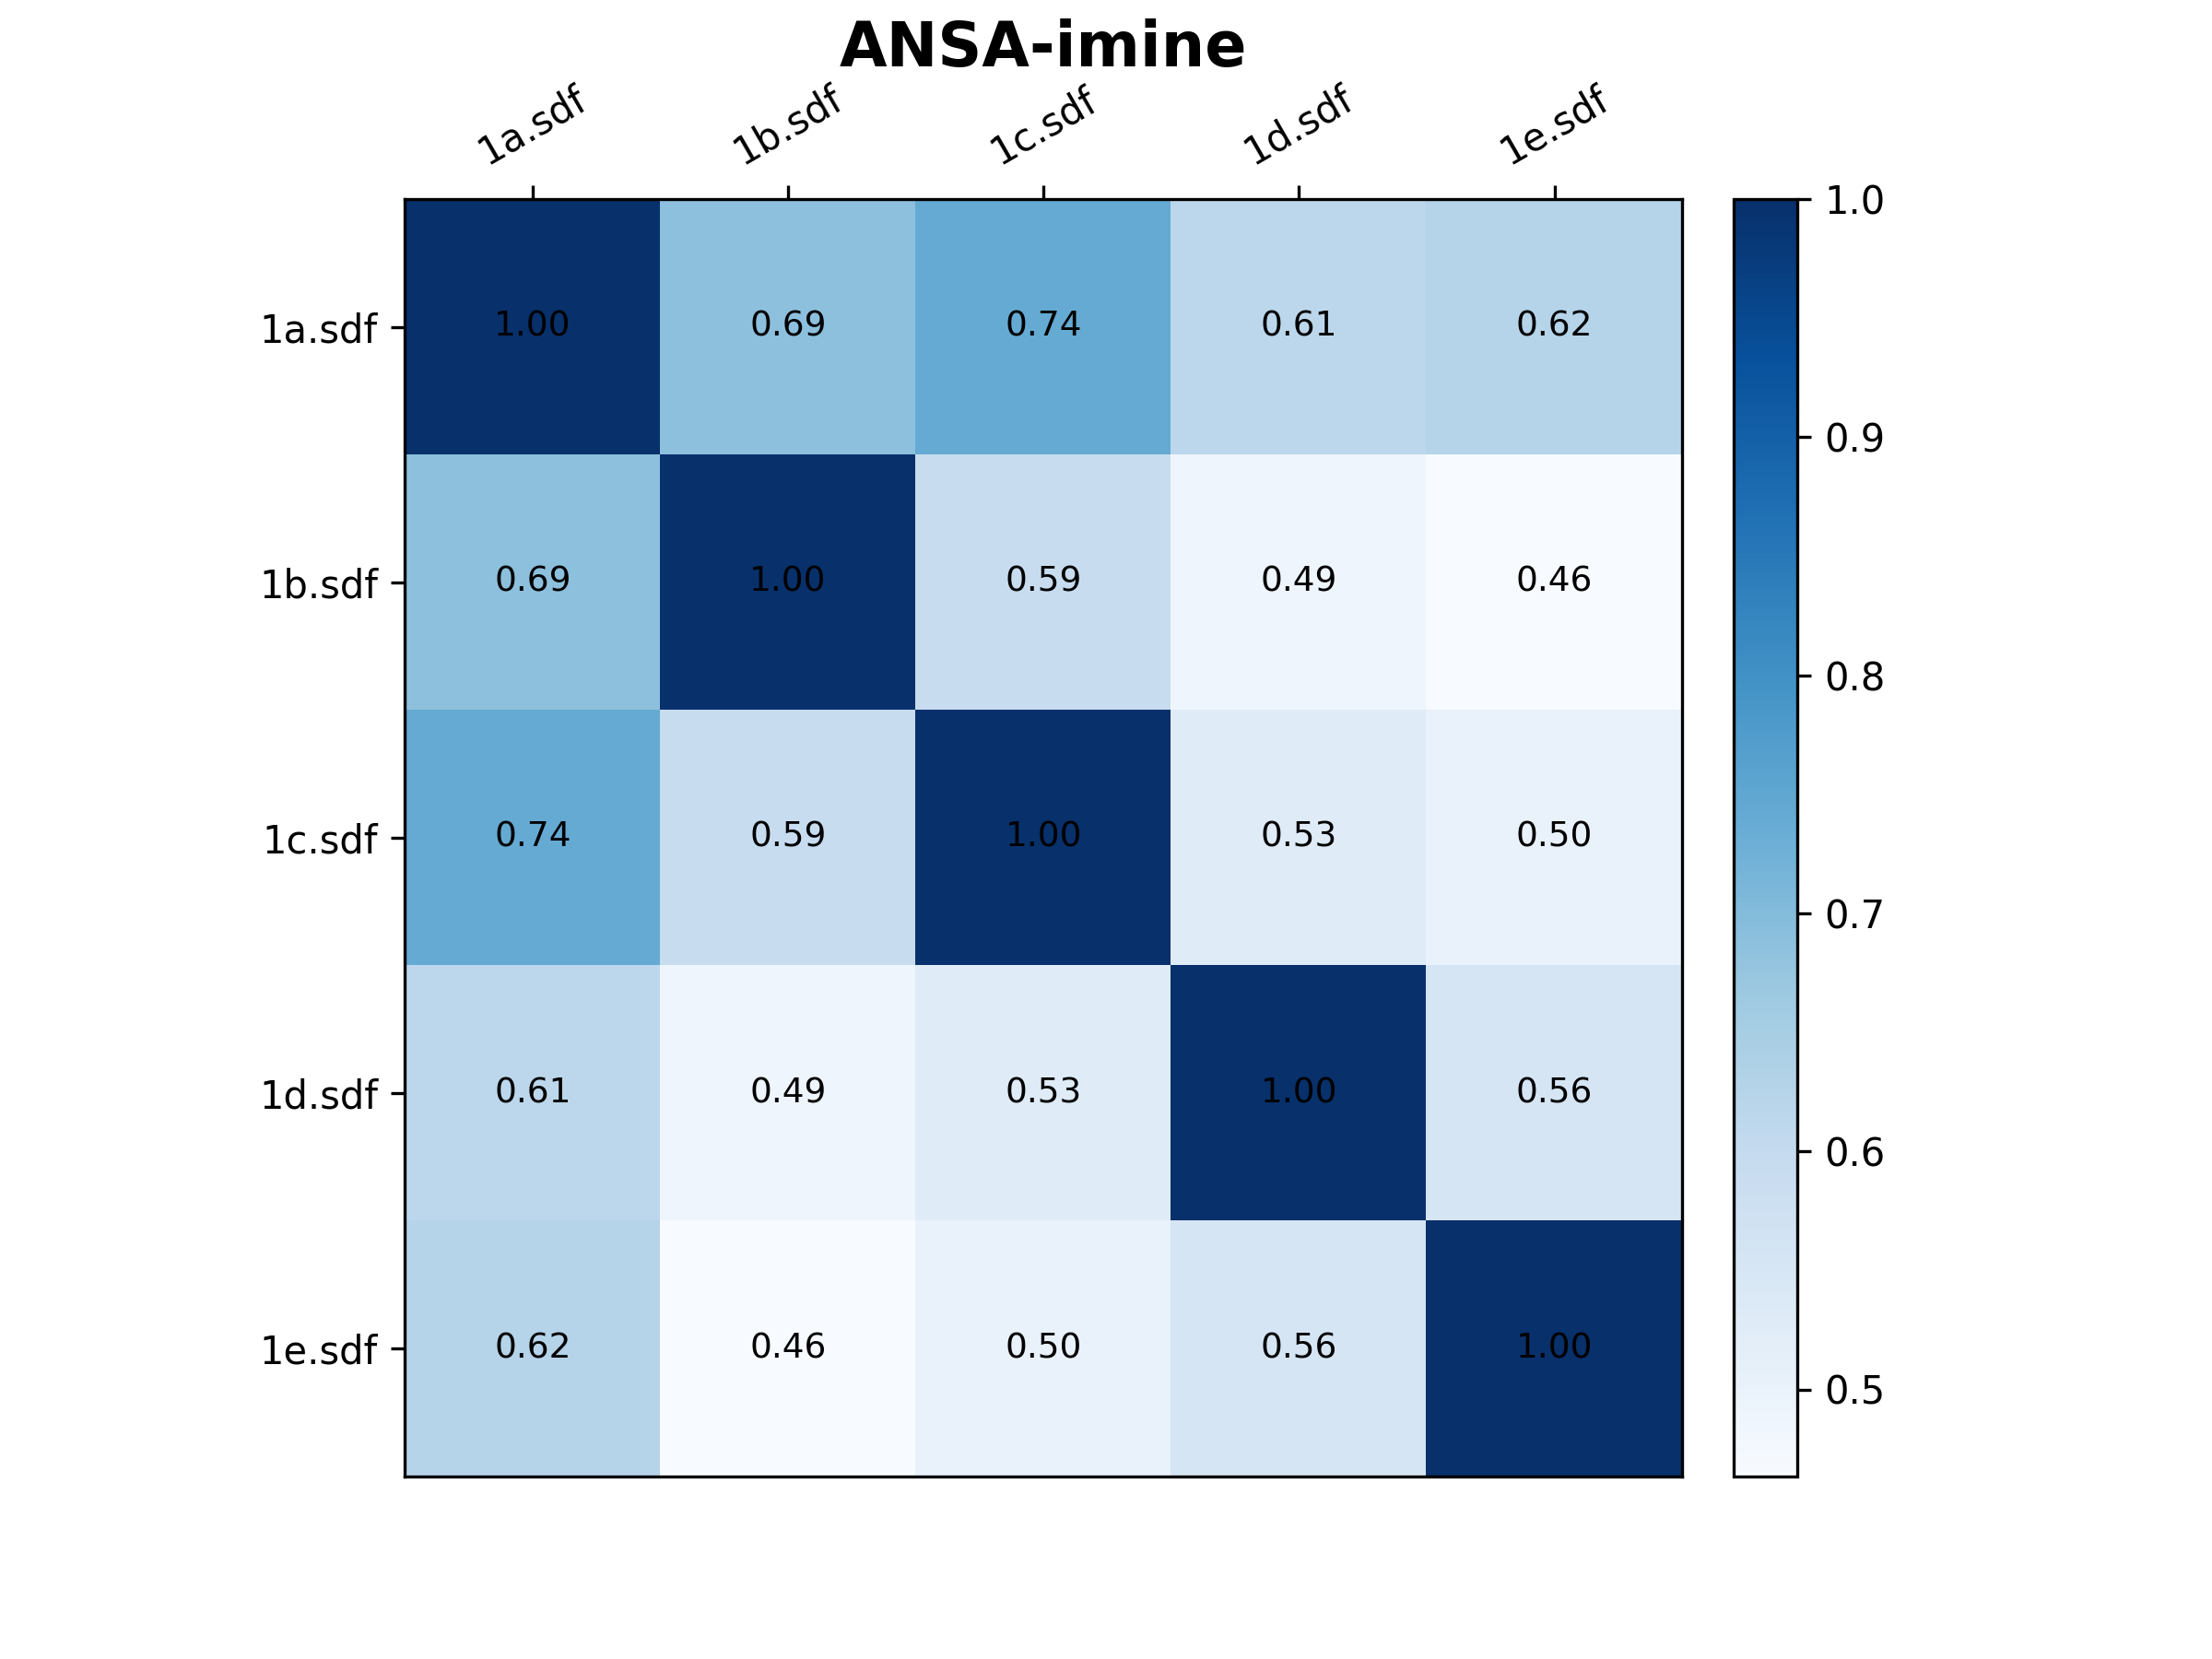 ANSA-imine
1a.sdf 1b.sdf 1c.sdf 1d.sdf 1e.sdf
1a.sdf 1.00 0.69 0.74 0.61 0.62
1b.sdf 0.69 1.00 0.59 0.49 0.46
1c.sdf 0.74 0.59 1.00 0.53 0.50
1d.sdf 0.61 0.49 0.53 1.00 0.56
1e.sdf 0.62 0.46 0.50 0.56 1.00
1.0
0.9
0.8
0.7
0.6
0.5